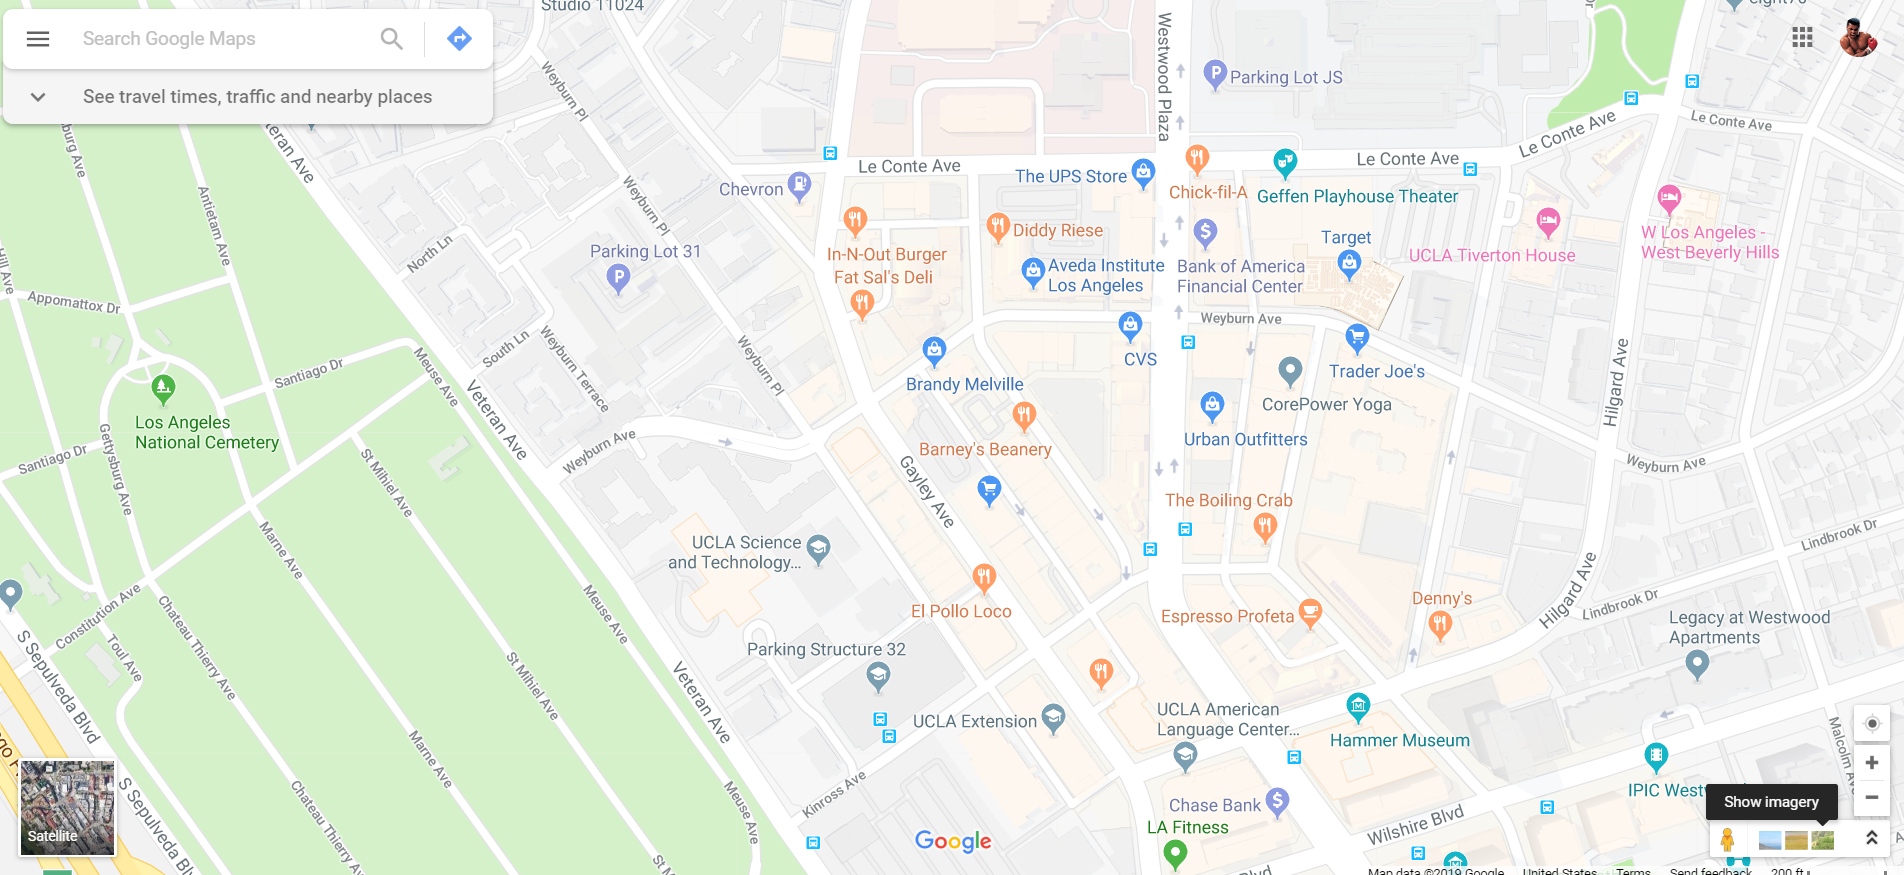 Studio 11024
eight70
Search Google Maps
See travel times, traffic and nearby places
Westwood Plaza
Parking Lot JS
Weyburn Pl
Veteran Ave
Le Conte Ave
Le Conte Ave
Le Conte Ave
Le Conte Ave
The UPS Store
Chick-fil-A
Geffen Playhouse Theater
Chevron
Weyburn Pl
Antietam Ave
Diddy Riese
W Los Angeles -
West Beverly Hills
UCLA Tiverton House
Target
Parking Lot 31
North Ln
In-N-Out Burger
Fat Sal's Deli
Aveda Institute
Los Angeles
Bank of America
Financial Center
Appomattox Dr
Weyburn Ave
South Ln
Weyburn Terrace
Weyburn Pl
CVS
Trader Joe's
Hilgard Ave
Santiago Dr
Meuse Ave
Veteran Ave
Brandy Melville
CorePower Yoga
Los Angeles
National Cemetery
Urban Outfitters
Weyburn Ave
Barney's Beanery
Santiago Dr
Gettysburg Ave
St Mihiel Ave
Gayley Ave
Weyburn Ave
The Boiling Crab
Marne Ave
UCLA Science
and Technology...
Lindbrook Dr
Hilgard Ave
Meuse Ave
El Pollo Loco
Espresso Profeta
Denny's
Lindbrook Dr
Legacy at Westwood
Apartments
Constitution Ave
Toul Ave
Chateau Thierry Ave
St Mihiel Ave
Parking Structure 32
Veteran Ave
S Sepulveda Blvd
UCLA Extension
UCLA American
Language Center...
Hammer Museum
Marne Ave
Malcolm Ave
Kinross Ave
Meuse Ave
Chateau Thierry Ave
S Sepulveda Blvd
Chase Bank
LA Fitness
IPIC Westw
Show imagery
Wilshire Blvd
Satellite
Google
Map data ©2019 Google
United States
Terms
Send feedback
200 ft